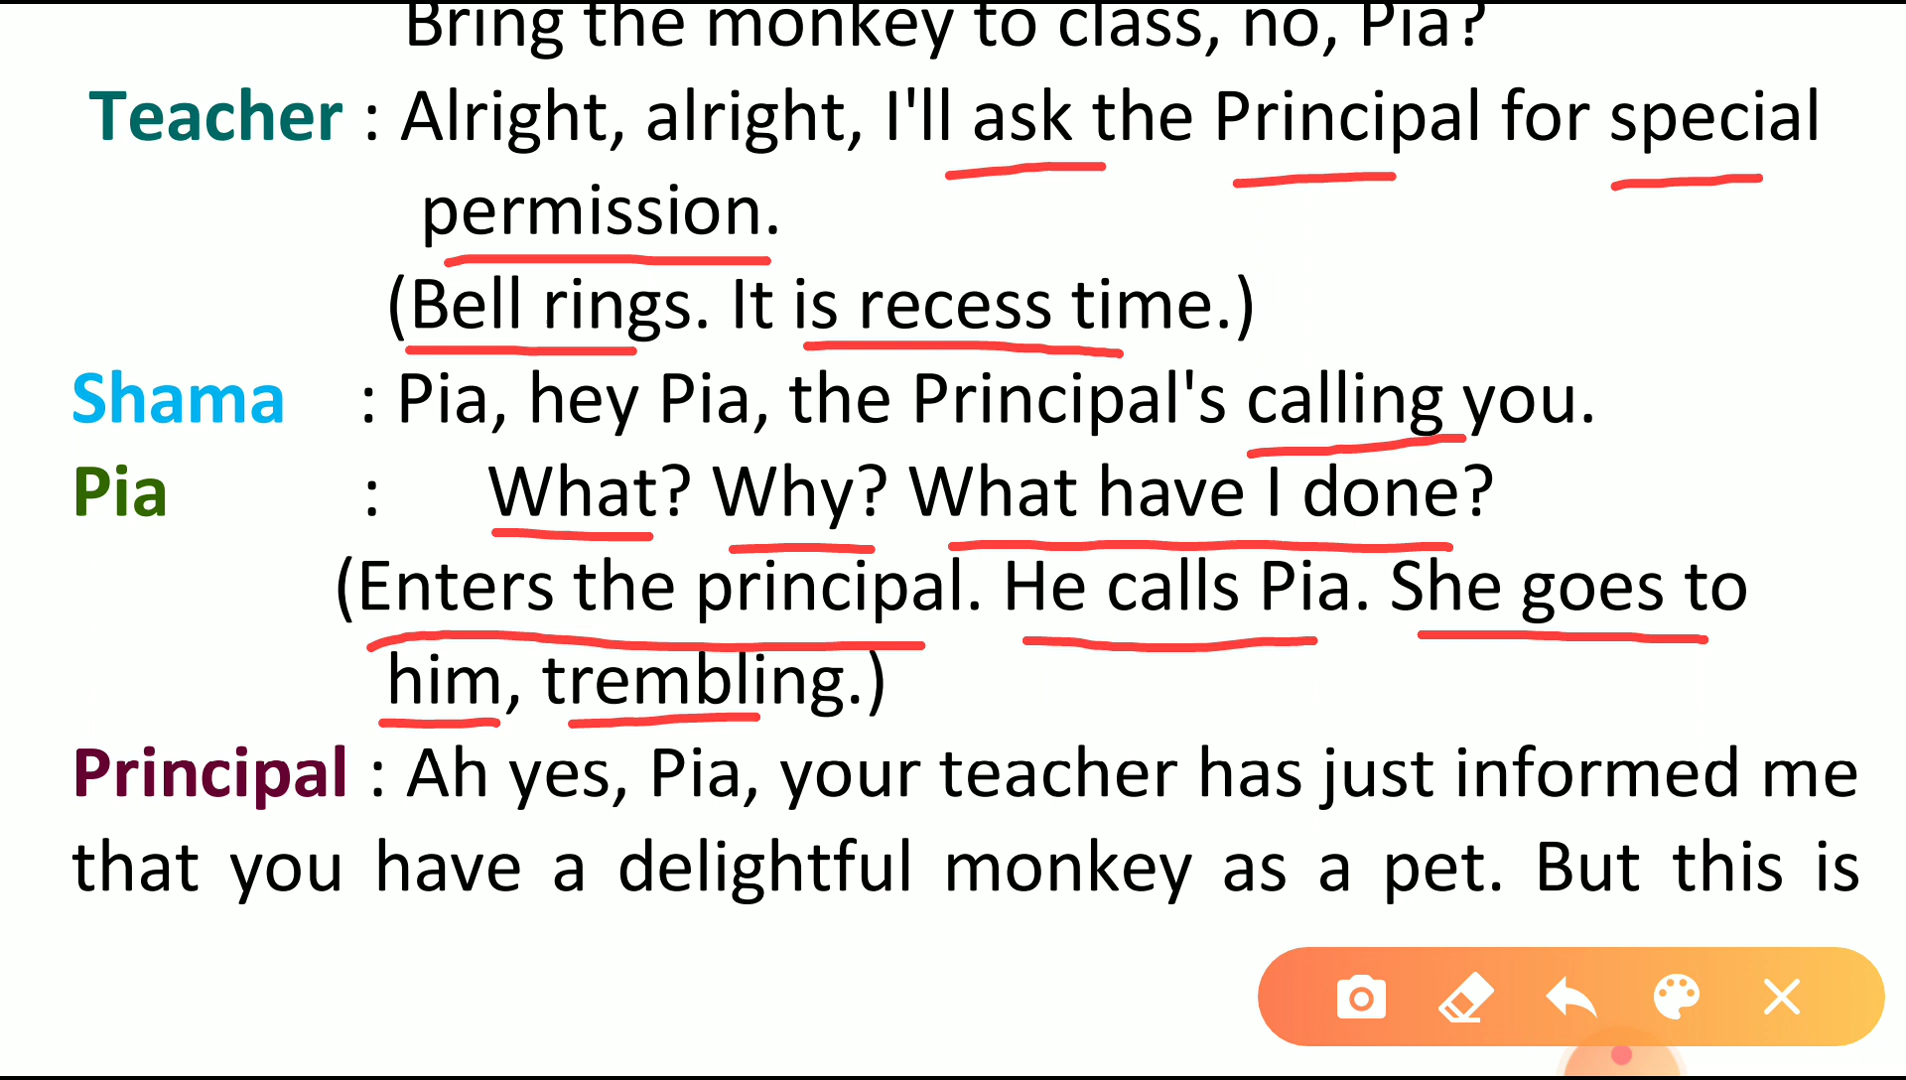 Bring the monkey to class, no, Pia?
Teacher : Alright, alright, I'll ask the Principal for special
permission.
(Bell rings. It is recess time.)
Shama : Pia, hey Pia, the Principal's calling you.
Pia : What? Why? What have I done?
(Enters the principal. He calls Pia. She goes to
him, trembling.)
Principal : Ah yes, Pia, your teacher has just informed me
that you have a delightful monkey as a pet. But this is